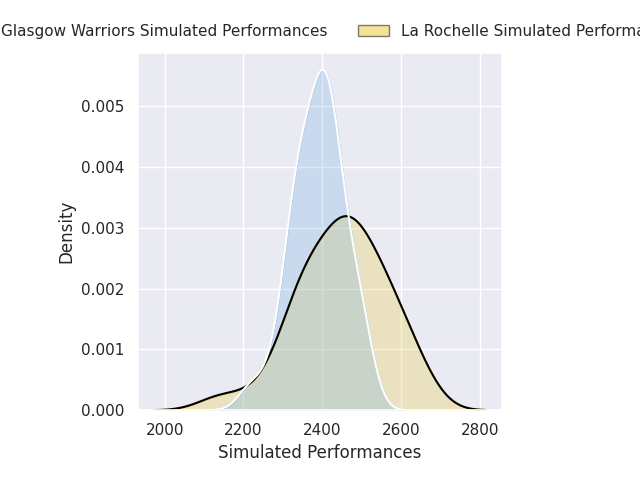 Glasgow Warriors Simulated Performances
La Rochelle Simulated
Density
0.005
0.004
0.003
0.002
0.001
0.000
2000 2200 2400 2600 2800
Simulated Performances